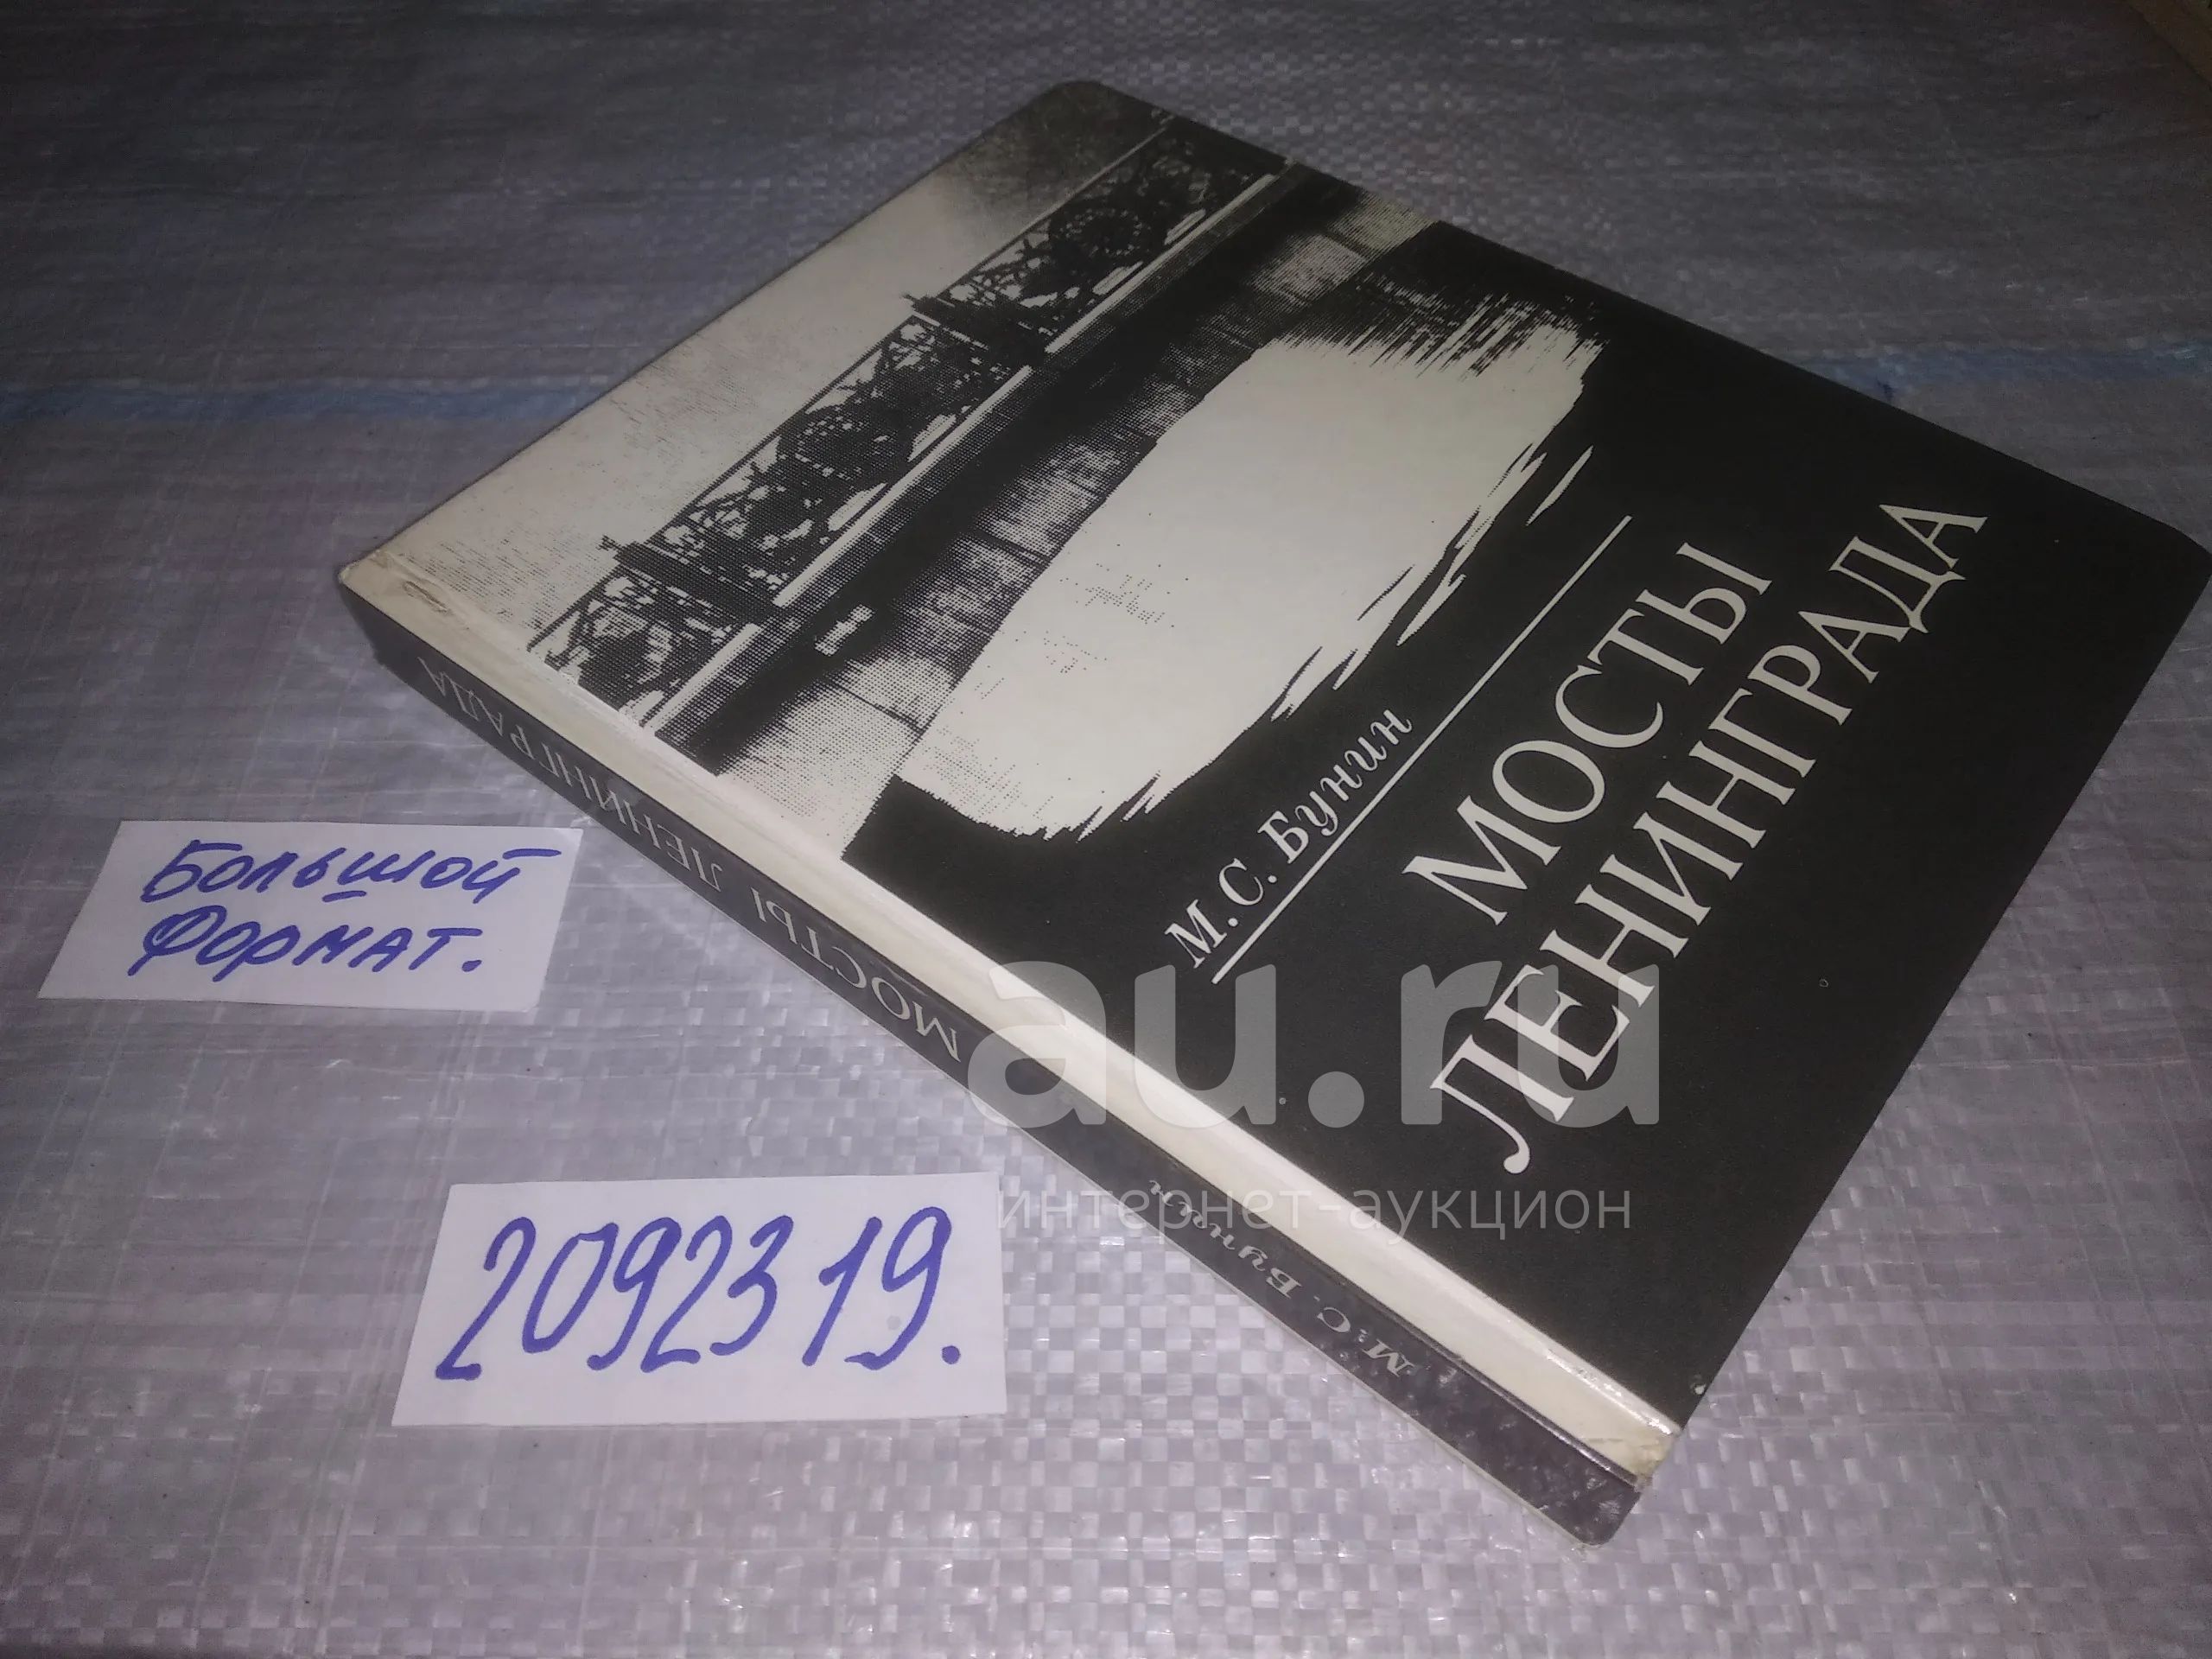 М.С.Бунин
МОСТЫ
ЛЕНИНГРАДА
МОСТЫ ЛЕНИНГРАДА
М.С.Бунин
БОЛЬШОЙ
ФОРМАТ.
2092319.
au.ru
интернет-аукцион